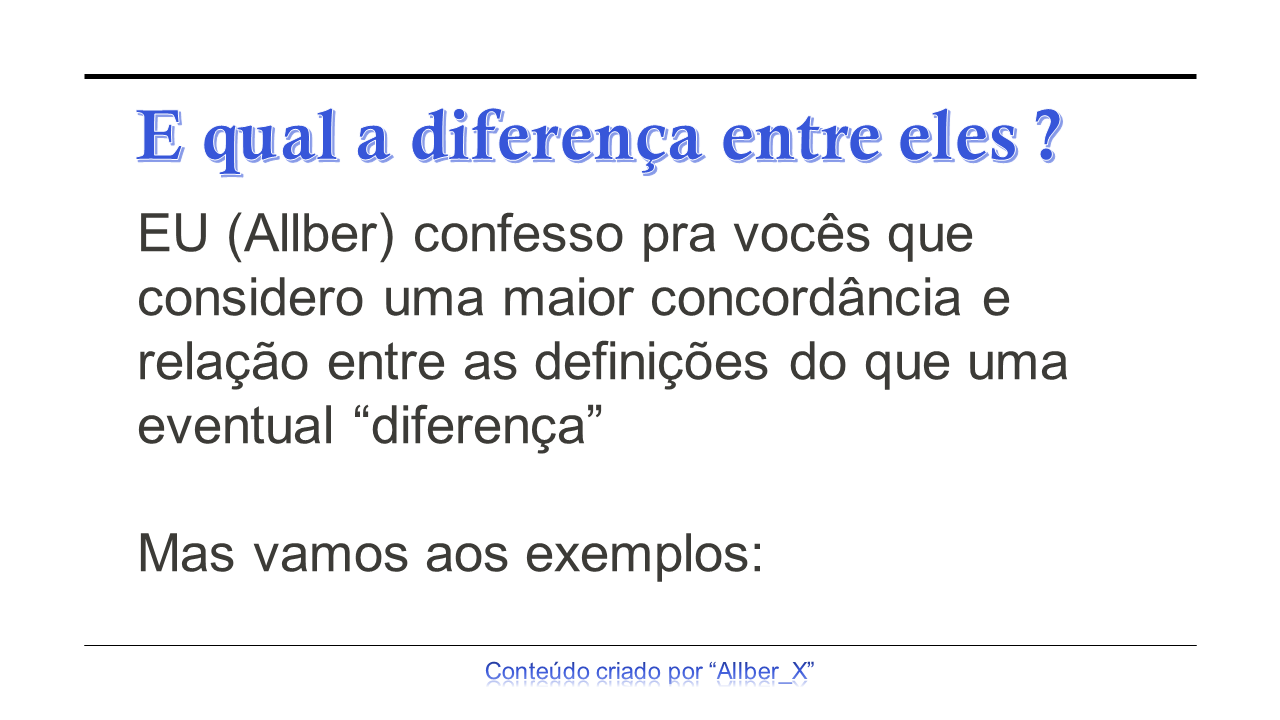 E qual a diferença entre eles ?
EU (Allber) confesso pra vocês que
considero uma maior concordância e
relação entre as definições do que uma
eventual “diferença”
Mas vamos aos exemplos:
Conteúdo criado por “Allber_X”